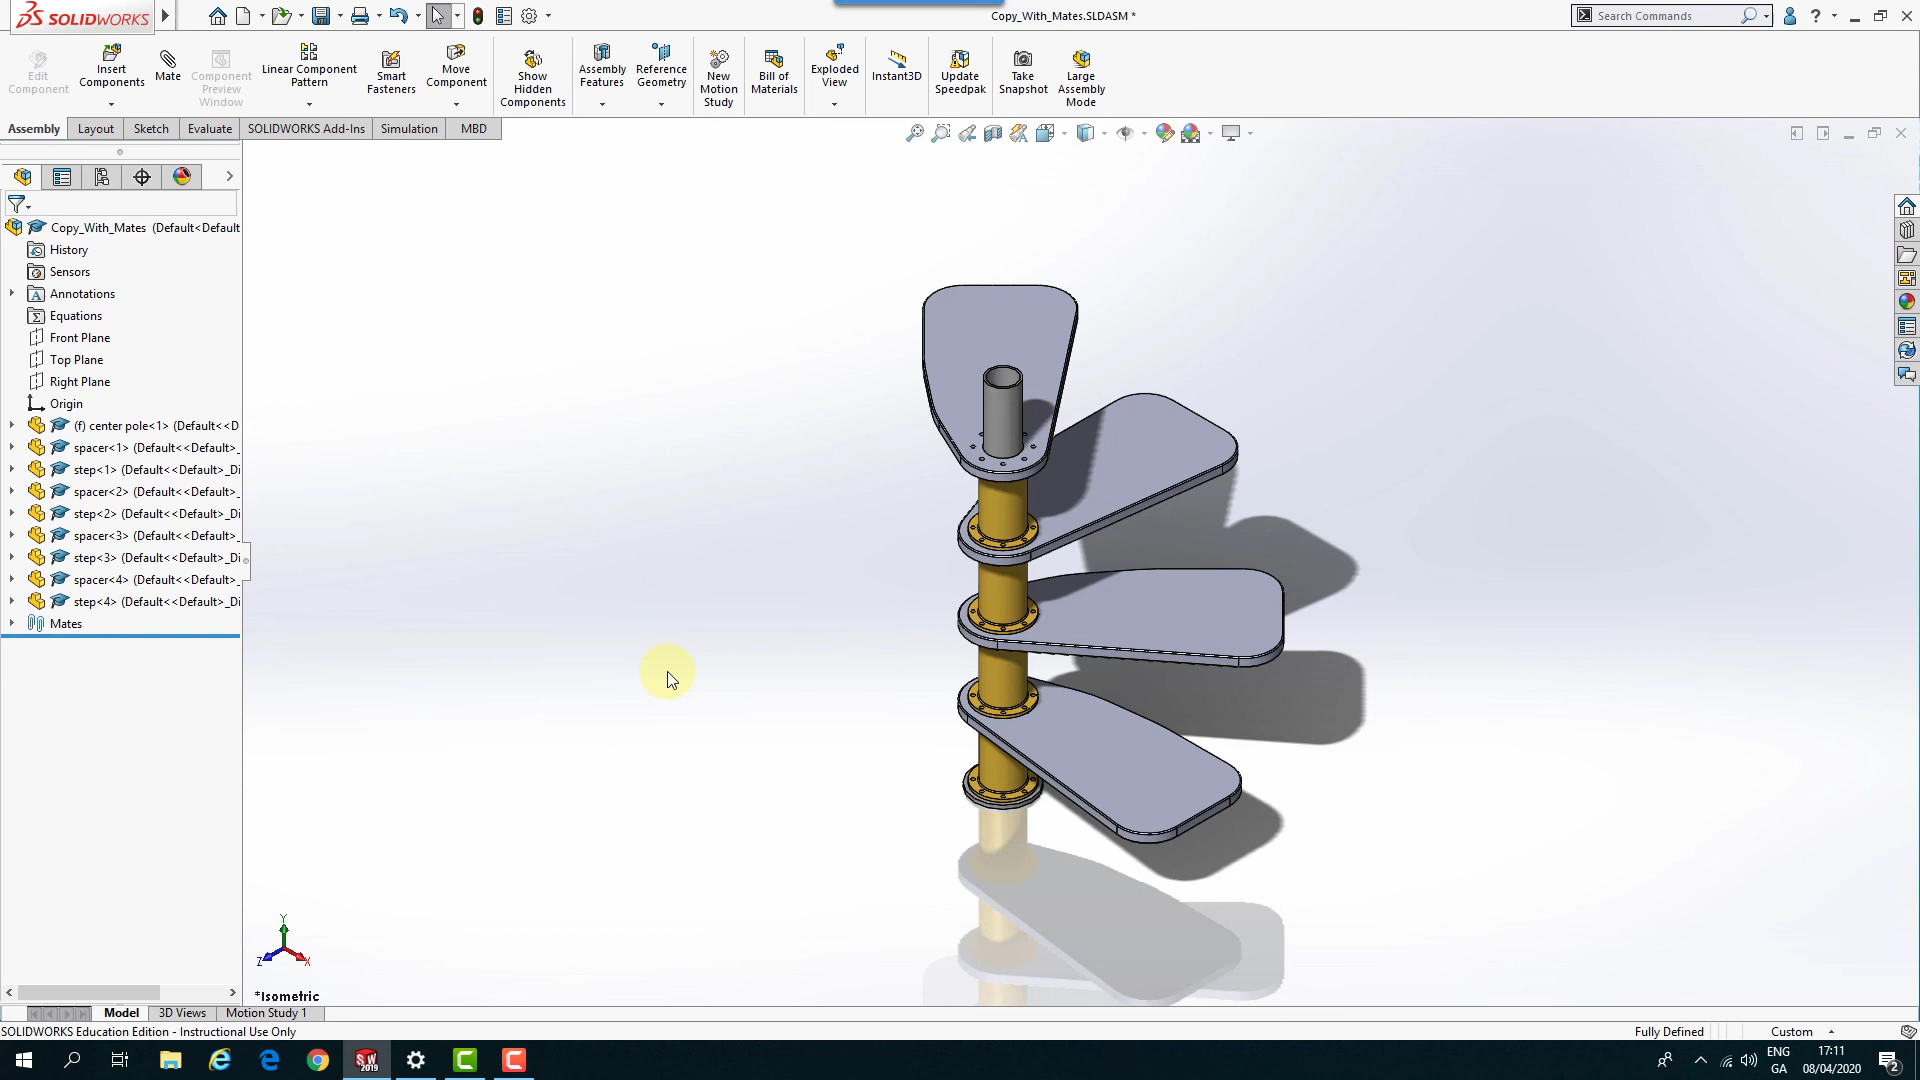 SOLIDWORKS
Copy_With_Mates.SLDASM *
Search Commands
Edit
Component
Insert
Components
Mate
Component
Preview
Window
Linear Component
Pattern
Smart
Fasteners
Move
Component
Show
Hidden
Components
Assembly
Features
Reference
Geometry
New
Motion
Study
Bill of
Materials
Exploded
View
Instant3D
Update
Speedpak
Take
Snapshot
Large
Assembly
Mode
Assembly Layout Sketch Evaluate SOLIDWORKS Add-Ins Simulation MBD
Copy_With_Mates (Default<Default
History
Sensors
Annotations
Equations
Front Plane
Top Plane
Right Plane
Origin
(f) center pole<1> (Default<<D
spacer<1> (Default<<Default>_
step<1> (Default<<Default>_Di
spacer<2> (Default<<Default>_
step<2> (Default<<Default>_Di
spacer<3> (Default<<Default>_
step<3> (Default<<Default>_Di
spacer<4> (Default<<Default>_
step<4> (Default<<Default>_Di
Mates
Y
Z
X
*Isometric
Model 3D Views Motion Study 1
SOLIDWORKS Education Edition - Instructional Use Only
Fully Defined
Custom
SW
2019
ENG
GA
17:11
08/04/2020
2